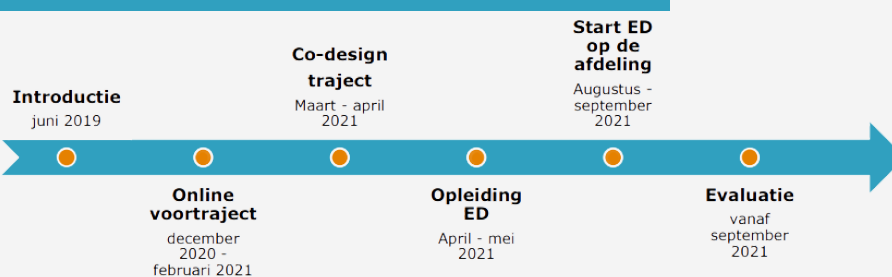 Introductie
juni 2019
Online
voortraject
december
2020 -
februari 2021
Co-design
traject
Maart - april
2021
Opleiding
ED
April - mei
2021
Start ED
op de
afdeling
Augustus -
september
2021
Evaluatie
vanaf
september
2021